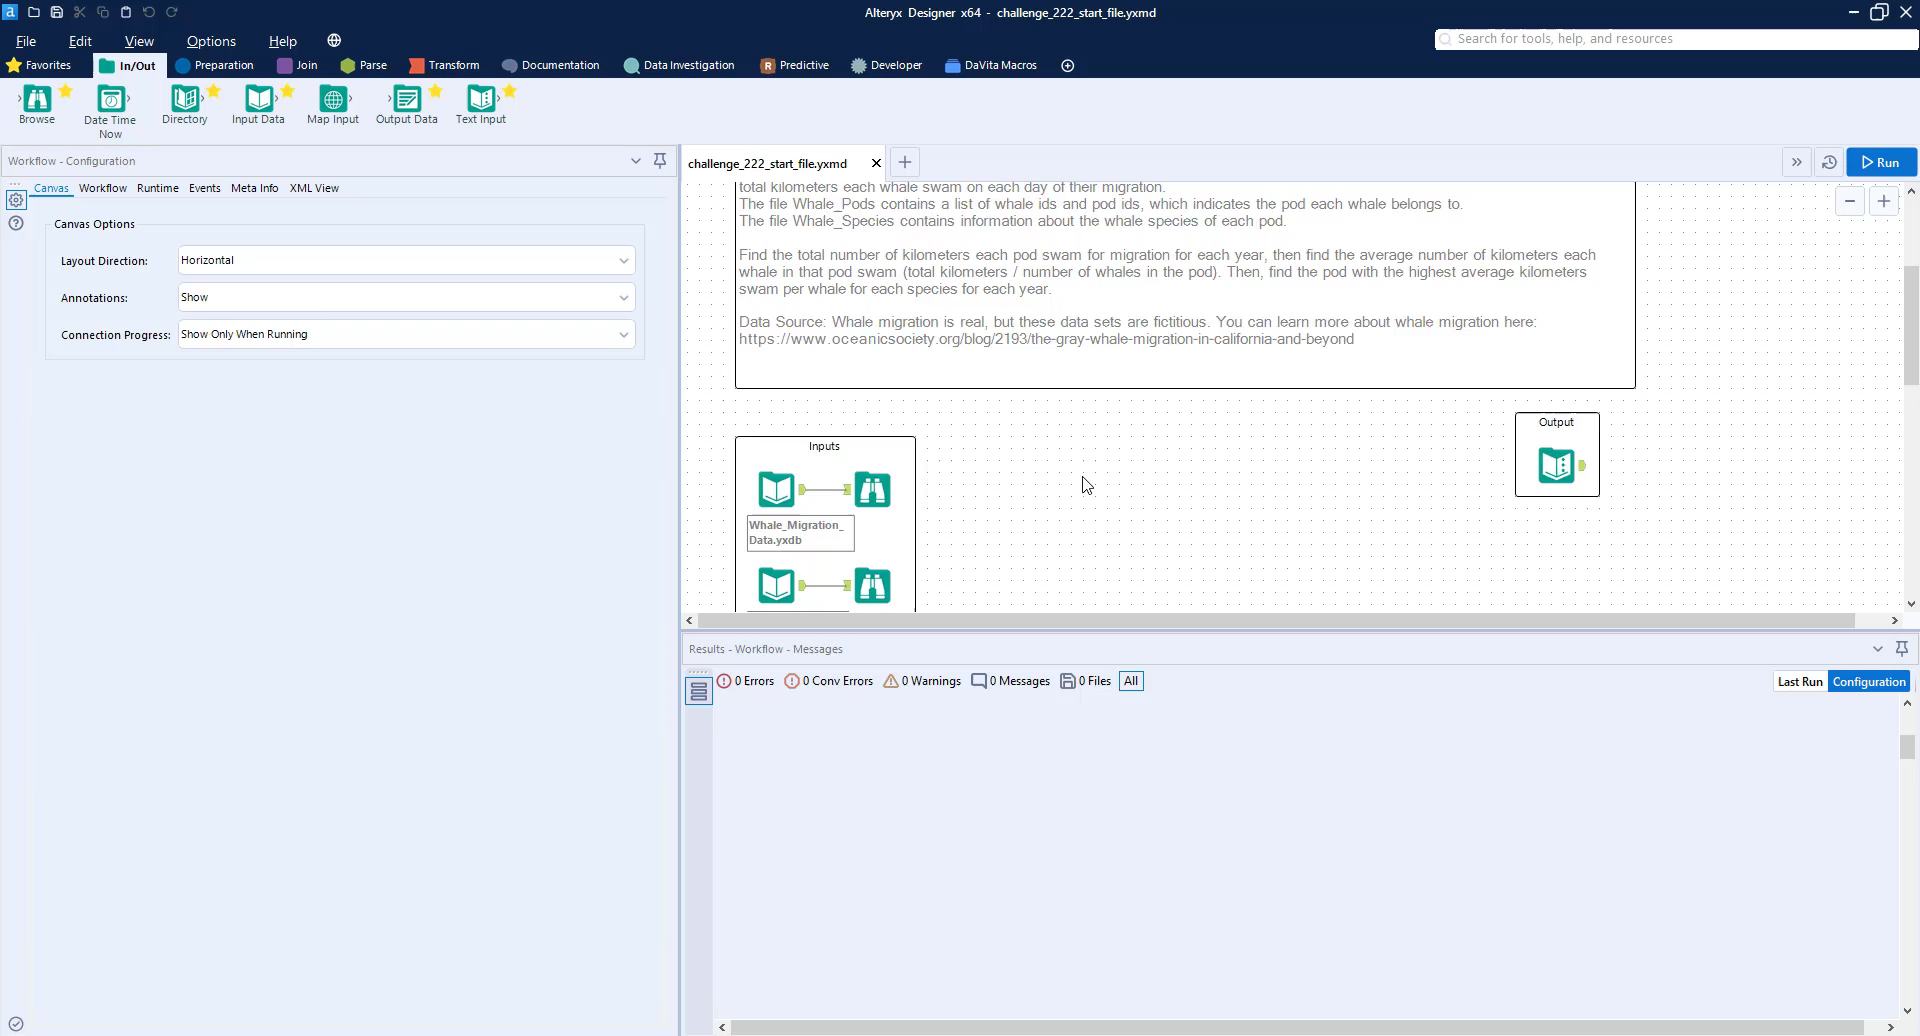 Alteryx Designer x64 - challenge_222_start_file.yxmd
File Edit View Options Help
Search for tools, help, and resources
Favorites In/Out Preparation Join Parse Transform Documentation Data Investigation Predictive Developer DaVita Macros
Browse Date Time Now Directory Input Data Map Input Output Data Text Input
Workflow - Configuration
Canvas Workflow Runtime Events Meta Info XML View
Canvas Options
Layout Direction: Horizontal
Annotations: Show
Connection Progress: Show Only When Running
challenge_222_start_file.yxmd
Run
total kilometers each whale swam on each day of their migration.
The file Whale_Pods contains a list of whale ids and pod ids, which indicates the pod each whale belongs to.
The file Whale_Species contains information about the whale species of each pod.
Find the total number of kilometers each pod swam for migration for each year, then find the average number of kilometers each
whale in that pod swam (total kilometers / number of whales in the pod). Then, find the pod with the highest average kilometers
swam per whale for each species for each year.
Data Source: Whale migration is real, but these data sets are fictitious. You can learn more about whale migration here:
https://www.oceanicsociety.org/blog/2193/the-gray-whale-migration-in-california-and-beyond
Output
Inputs
Whale_Migration_
Data.yxdb
Results - Workflow - Messages
0 Errors 0 Conv Errors 0 Warnings 0 Messages 0 Files All
Last Run Configuration